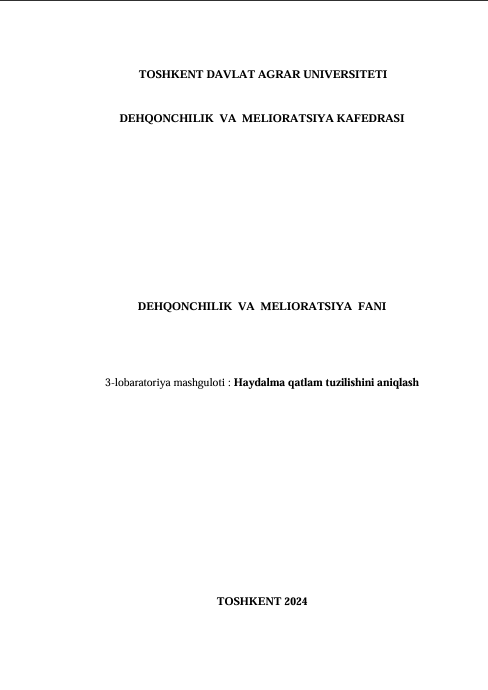 TOSHKENT DAVLAT AGRAR UNIVERSITETI
DEHQONCHILIK VA MELIORATSIYA KAFEDRASI
DEHQONCHILIK VA MELIORATSIYA FANI
3-lobaratoriya mashguloti : Haydalma qatlam tuzilishini aniqlash
TOSHKENT 2024